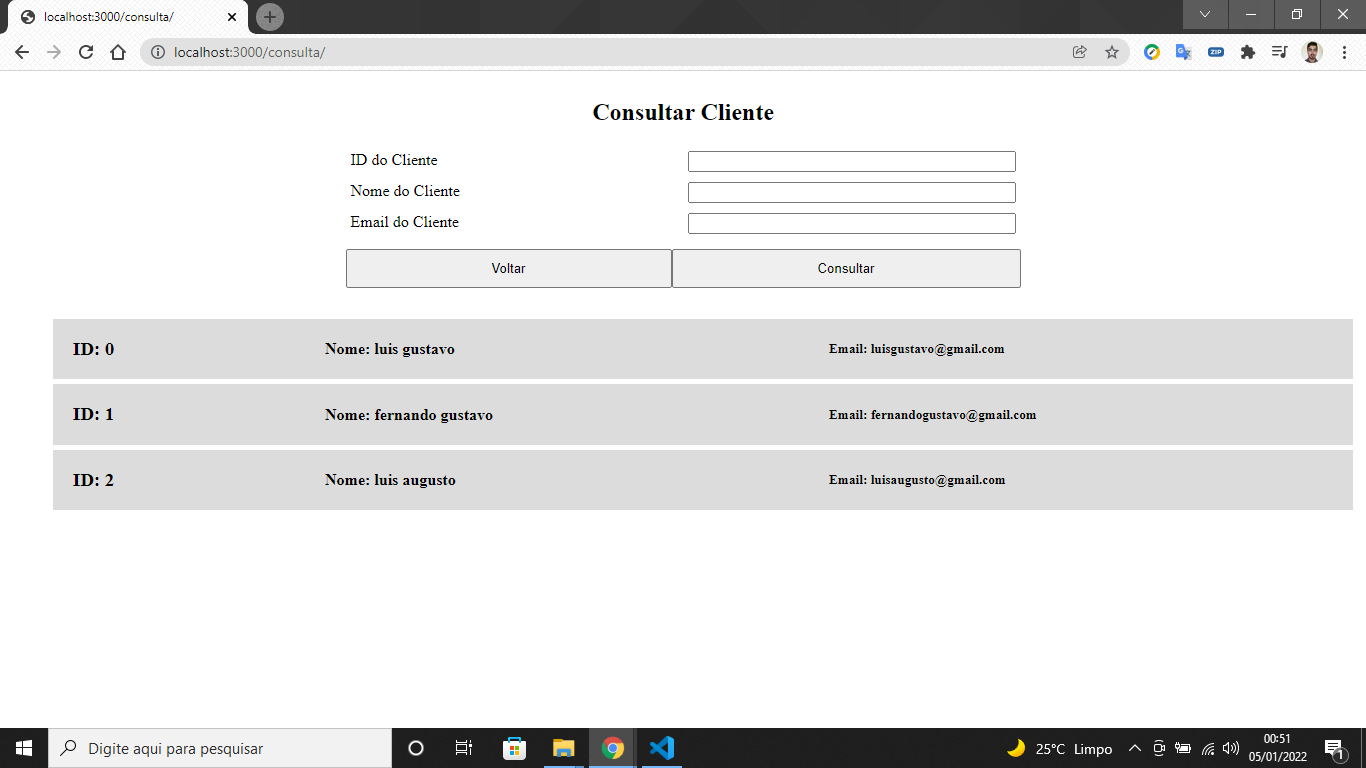 localhost:3000/consulta/
localhost:3000/consulta/
ZIP
Consultar Cliente
ID do Cliente
Nome do Cliente
Email do Cliente
Voltar Consultar
ID: 0 Nome: luis gustavo Email: luisgustavo@gmail.com
ID: 1 Nome: fernando gustavo Email: fernandogustavo@gmail.com
ID: 2 Nome: luis augusto Email: luisaugusto@gmail.com
Digite aqui para pesquisar
25°C Limpo
00:51
05/01/2022
1